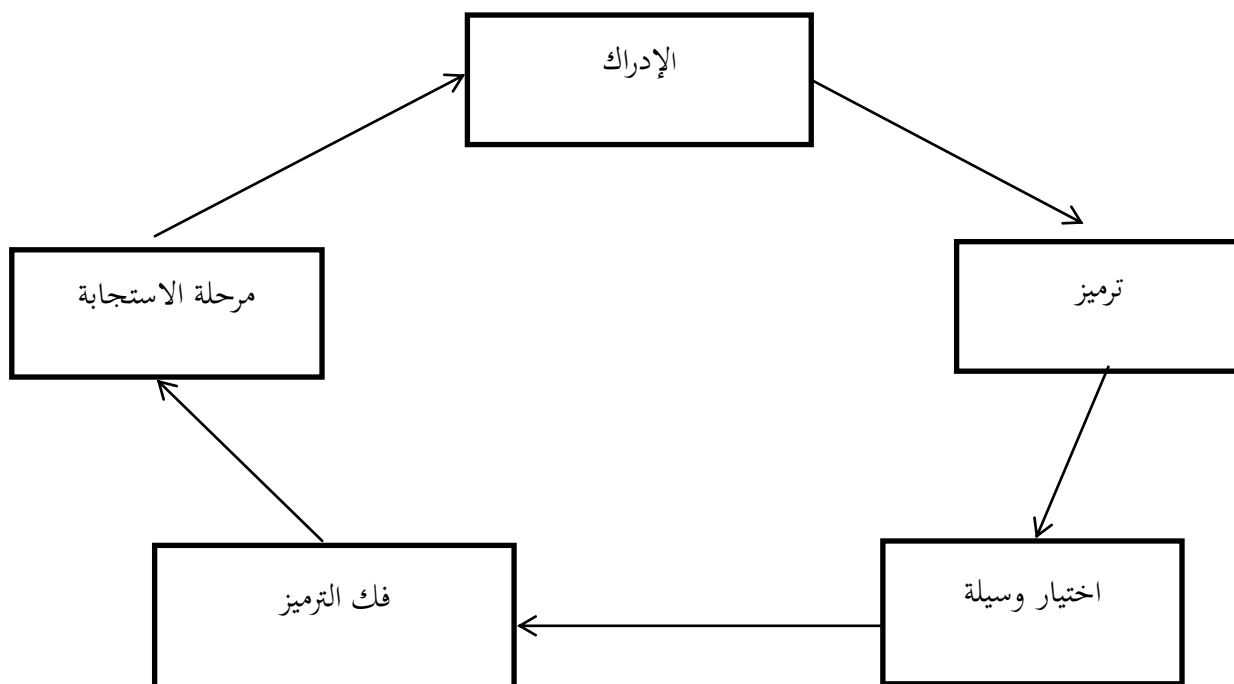 الإدراك
ترميز
مرحلة الاستجابة
اختيار وسيلة
فك الترميز